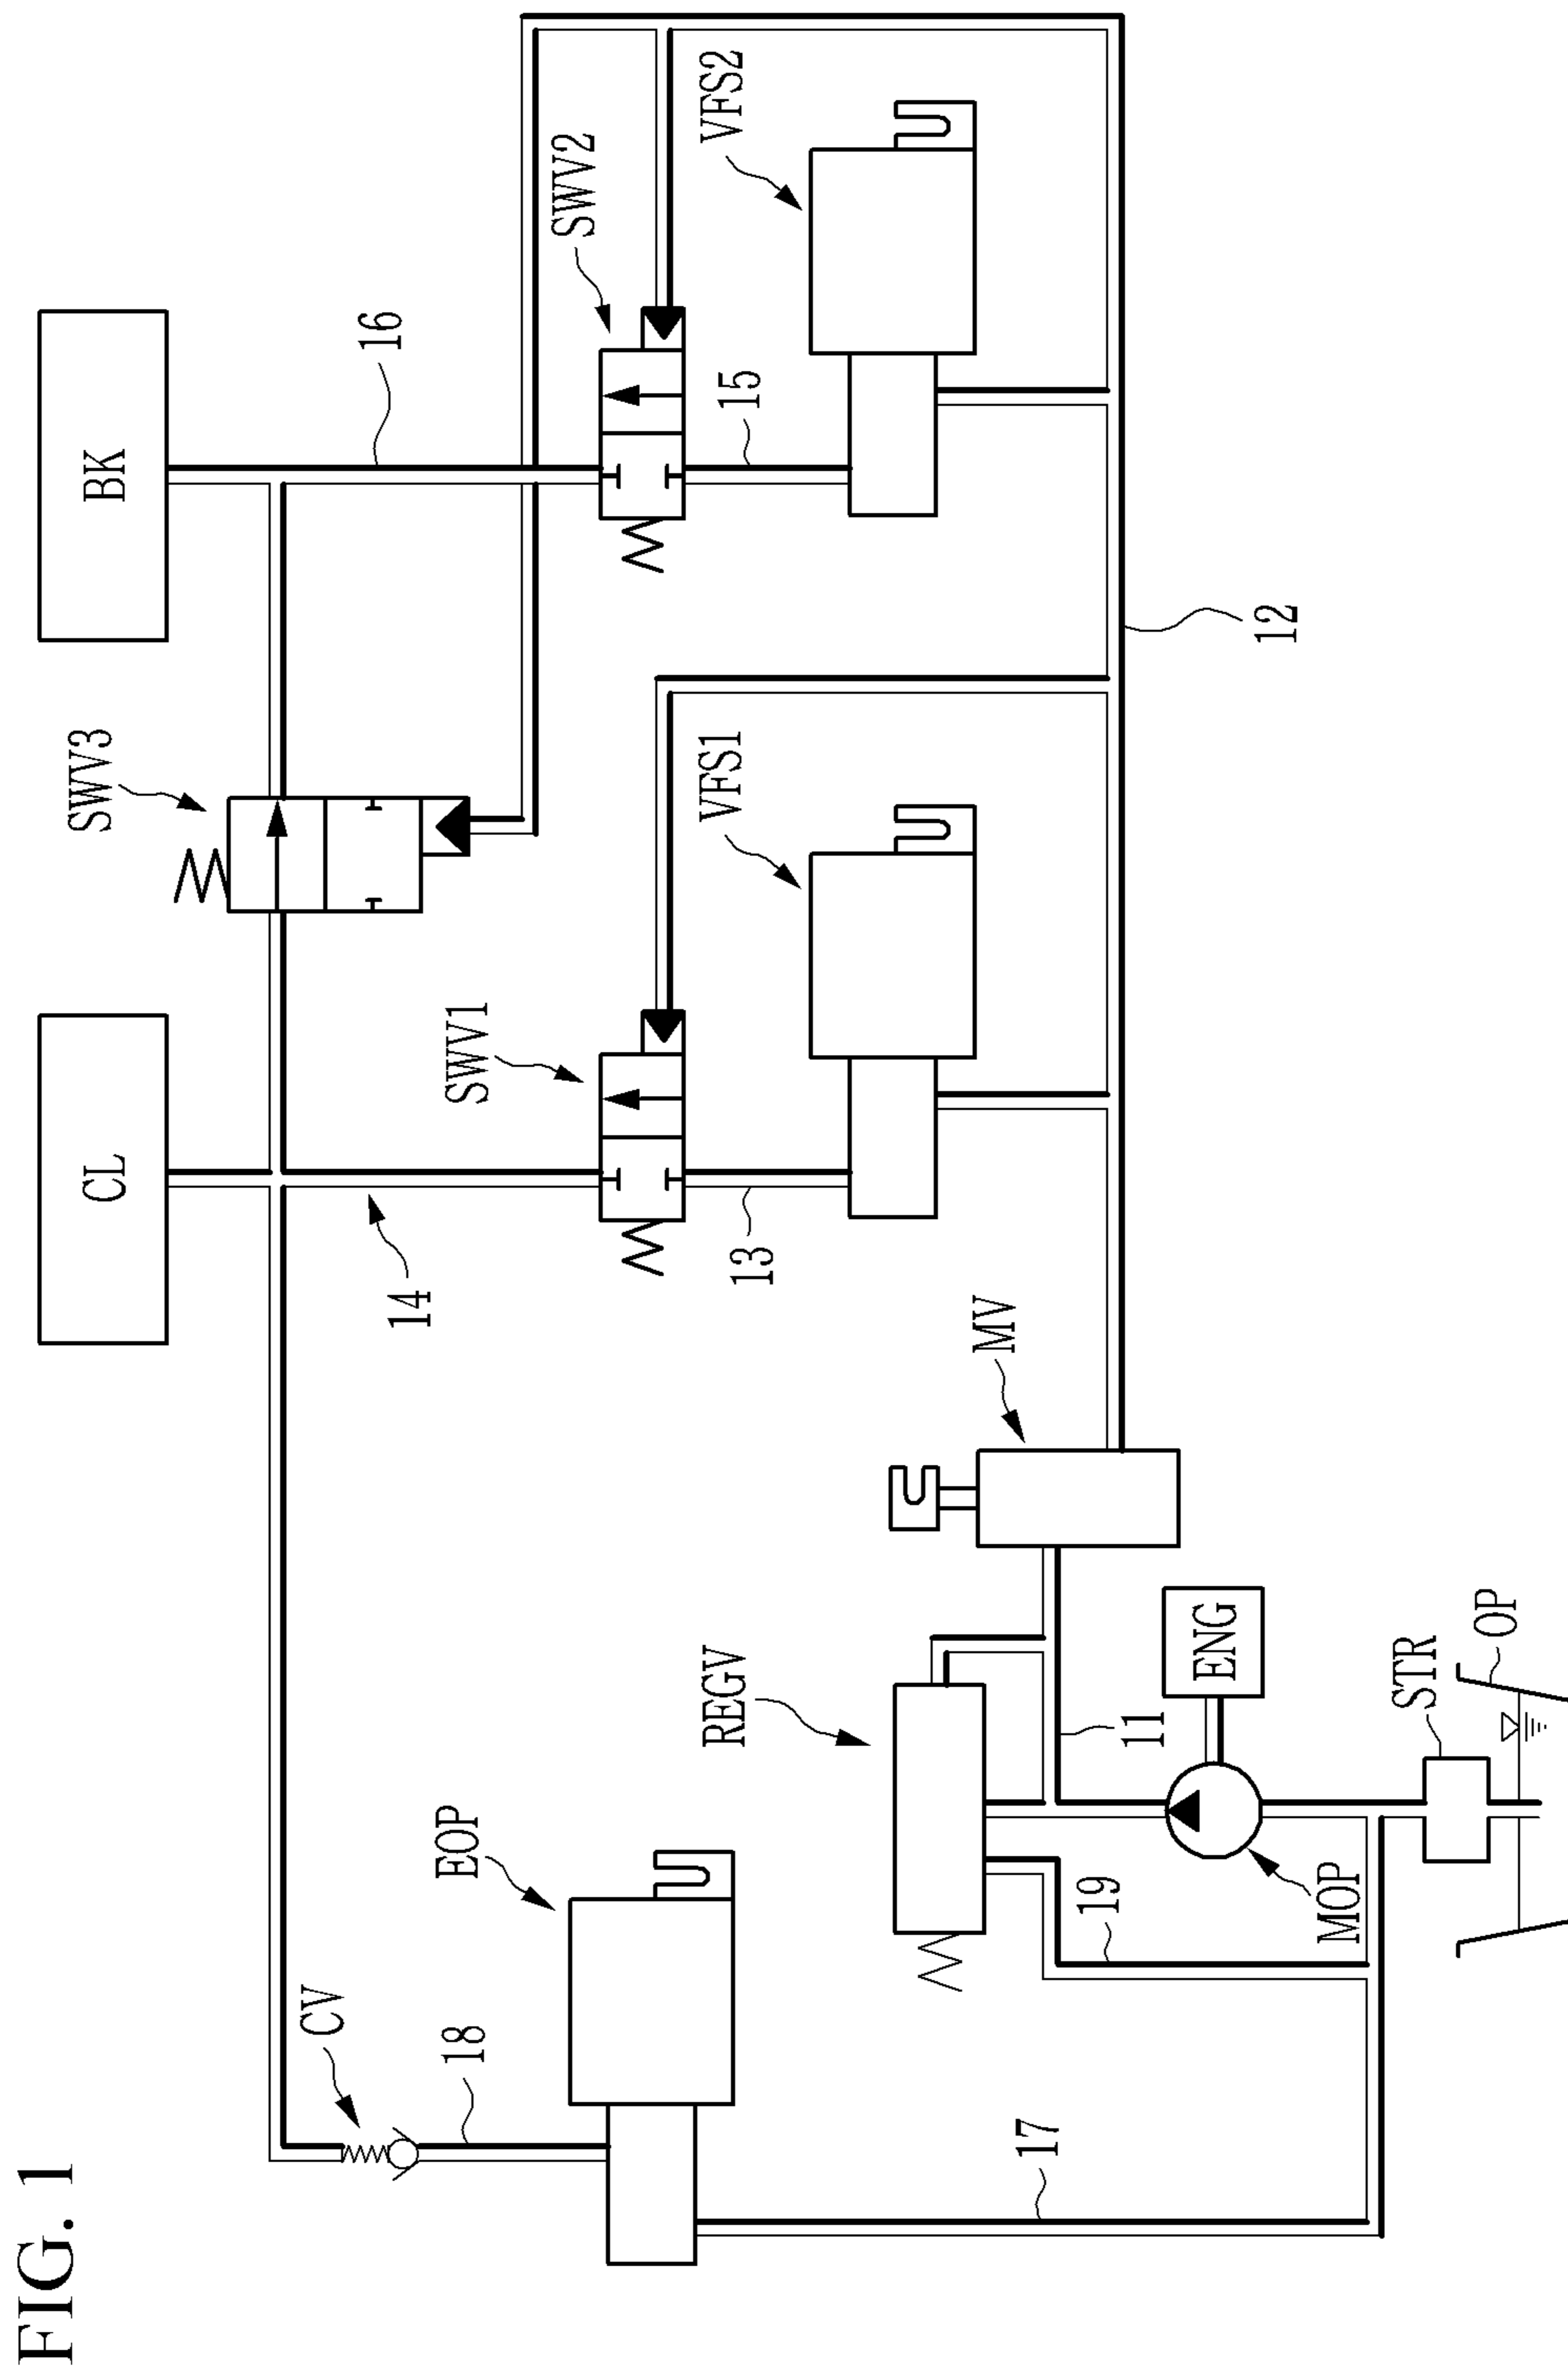 FIG. 1
CL
BK
SWV3
CV
14
16
EOP
18
SWV1
SWV2
REGV
13
VFS1
15
VFS2
MV
17
19
11
ENG
12
MOP
STR
OP